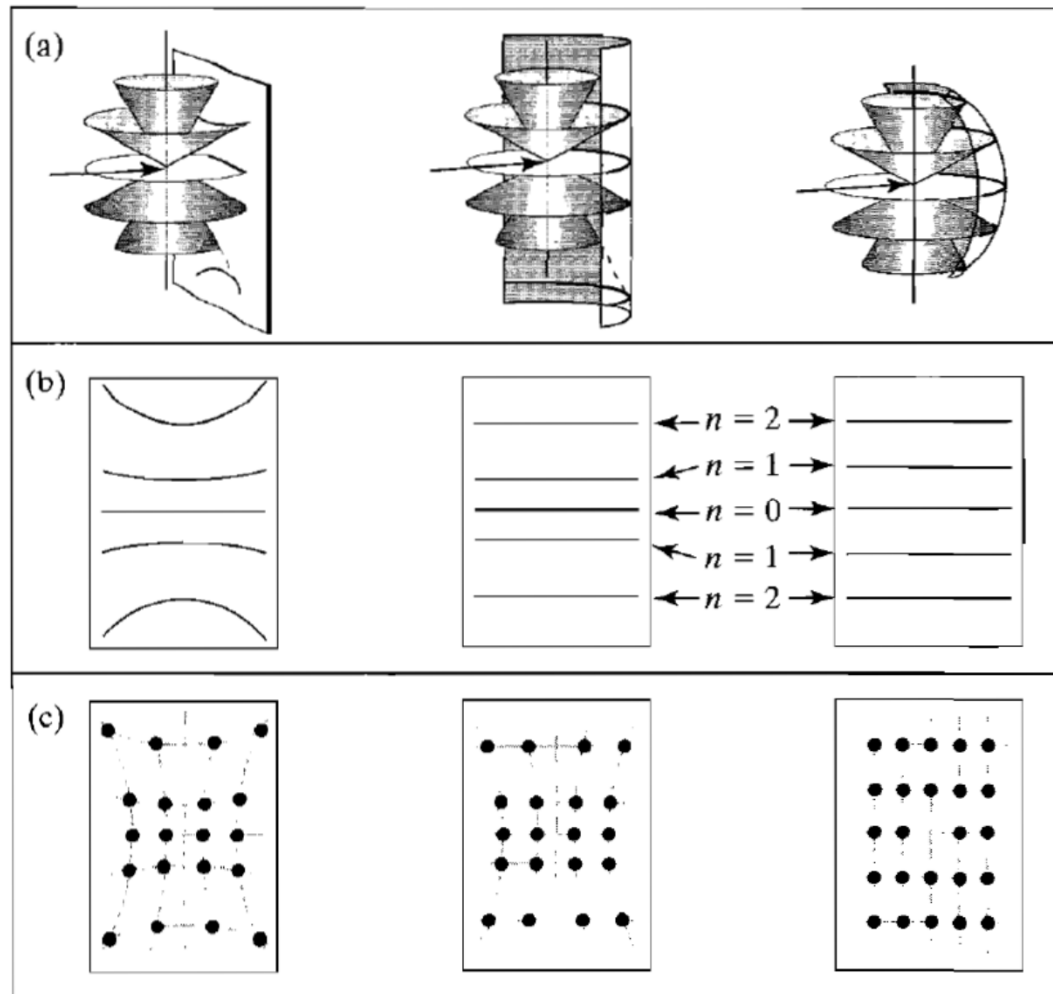 (a)
(b)
n = 2
n = 1
n = 0
n = 1
n = 2
(c)